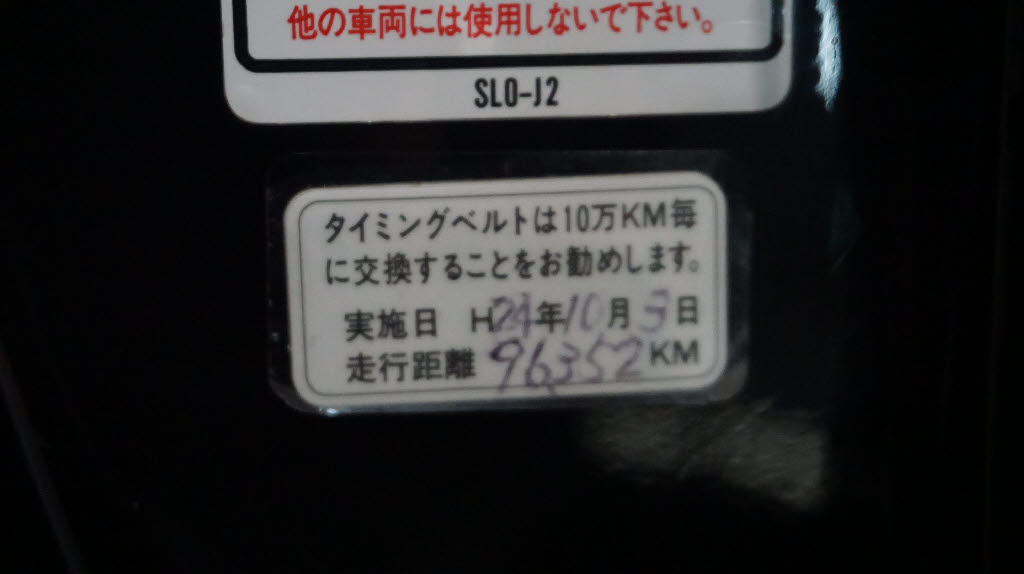 他の車両には使用しないで下さい。
SLO-J2
タイミングベルトは10万KM毎
に交換することをお勧めします。
実施日 H24年10月3日
走行距離 96352KM